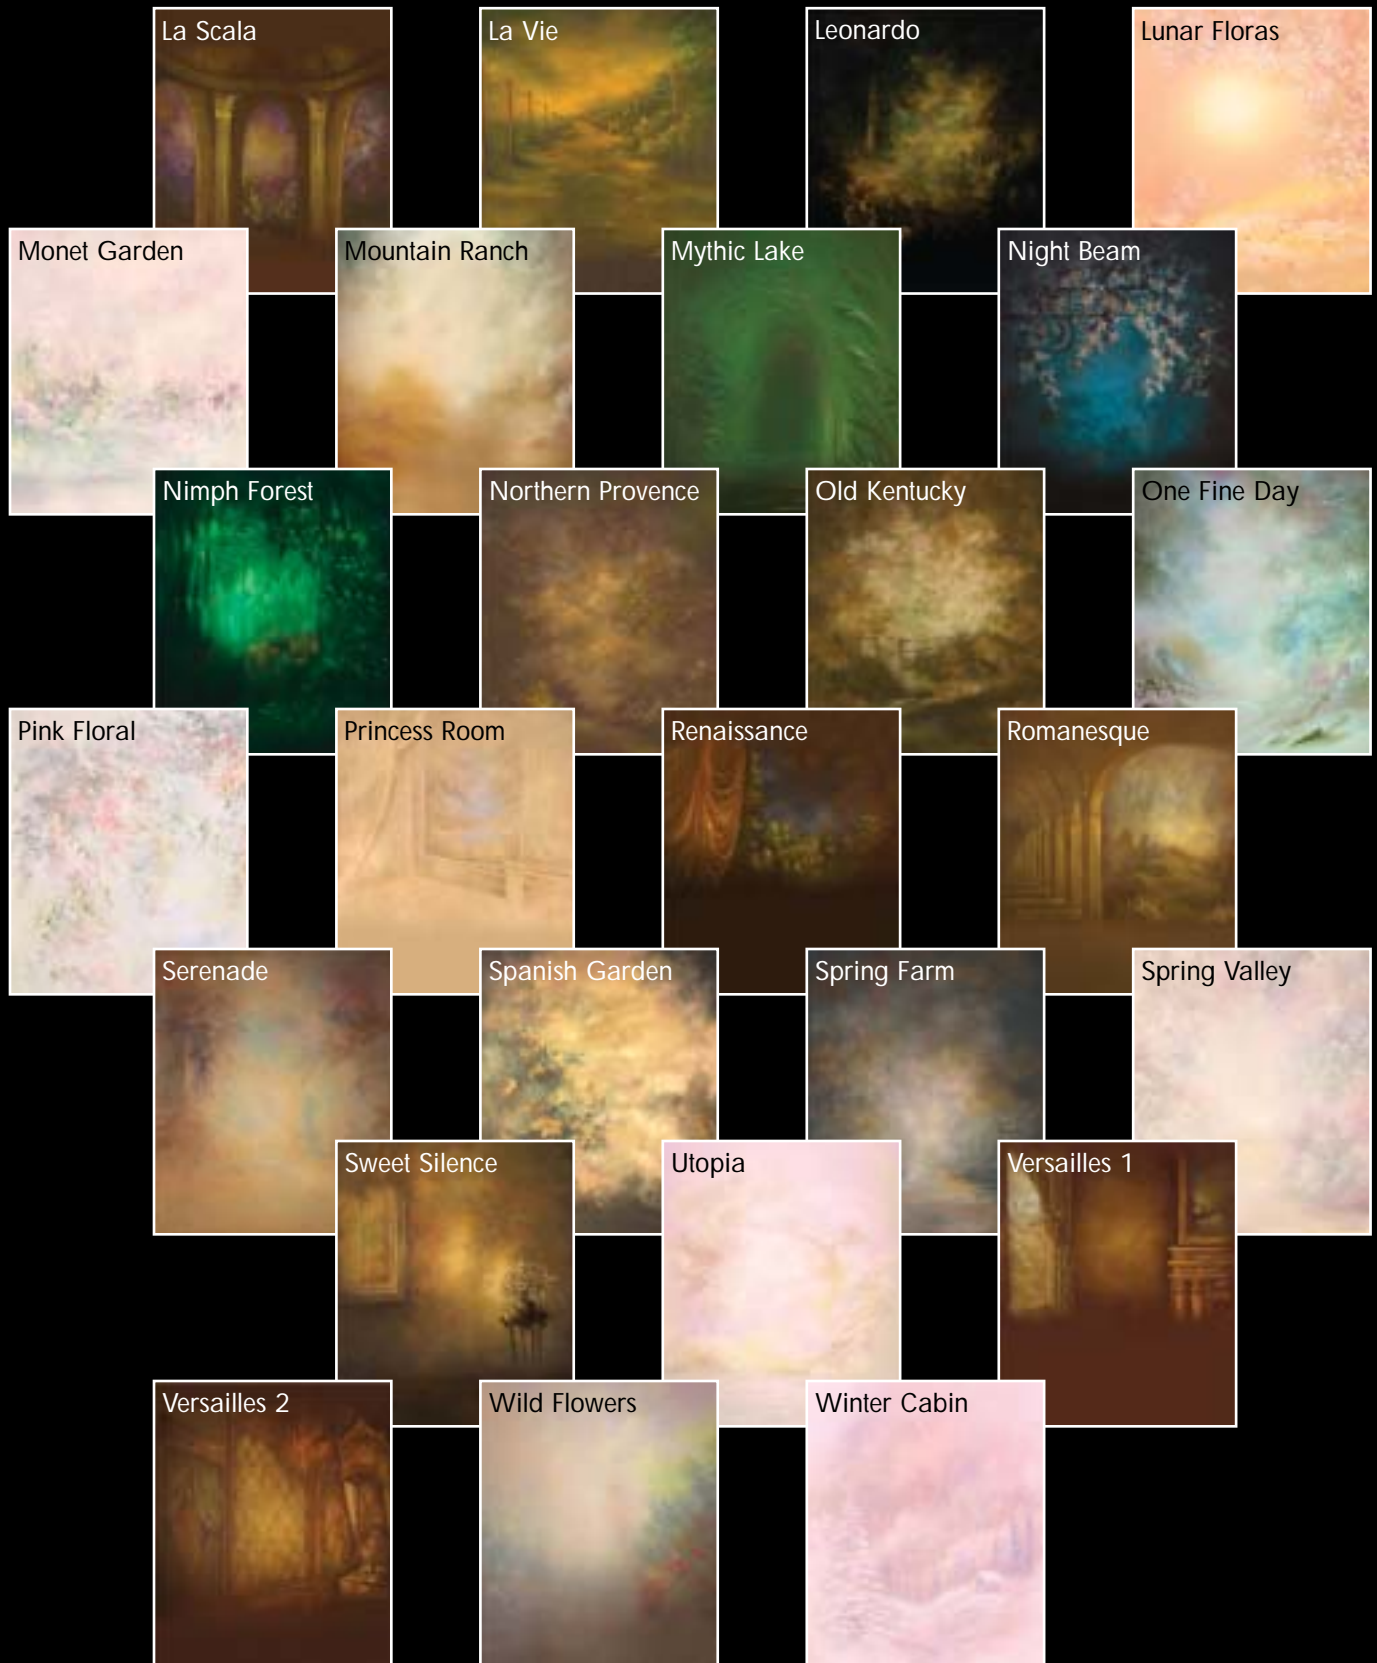 La Scala
La Vie
Leonardo
Lunar Floras
Monet Garden
Mountain Ranch
Mythic Lake
Night Beam
Nimph Forest
Northern Provence
Old Kentucky
One Fine Day
Pink Floral
Princess Room
Renaissance
Romanesque
Serenade
Spanish Garden
Spring Farm
Spring Valley
Sweet Silence
Utopia
Versailles 1
Versailles 2
Wild Flowers
Winter Cabin